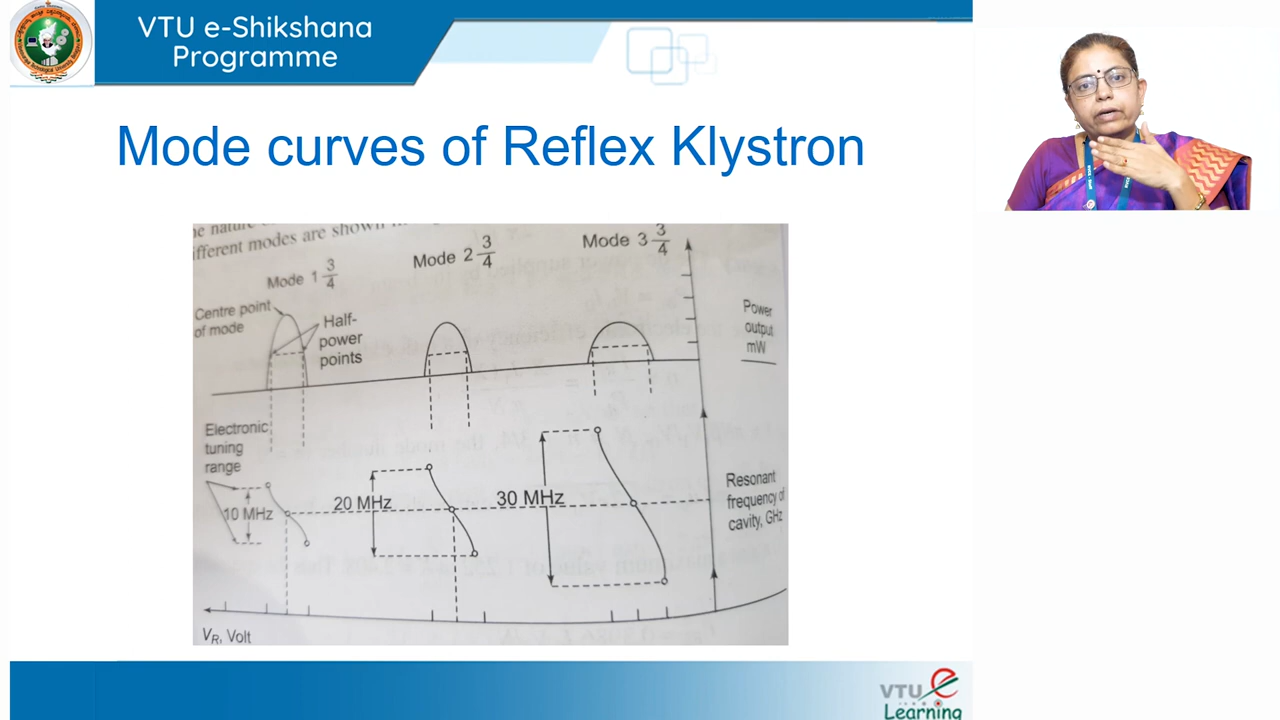 VTU e-Shikshana
Programme
Mode curves of Reflex Klystron
ifferent modes are shown
Mode 1 3/4
Mode 2 3/4
Mode 3 3/4
Centre point
of mode
Half-
power
points
Power
output
mW
Electronic
tuning
range
10 MHz
20 MHz
30 MHz
Resonant
frequency of
cavity, GHz
V_R, Volt
VTU e
Learning